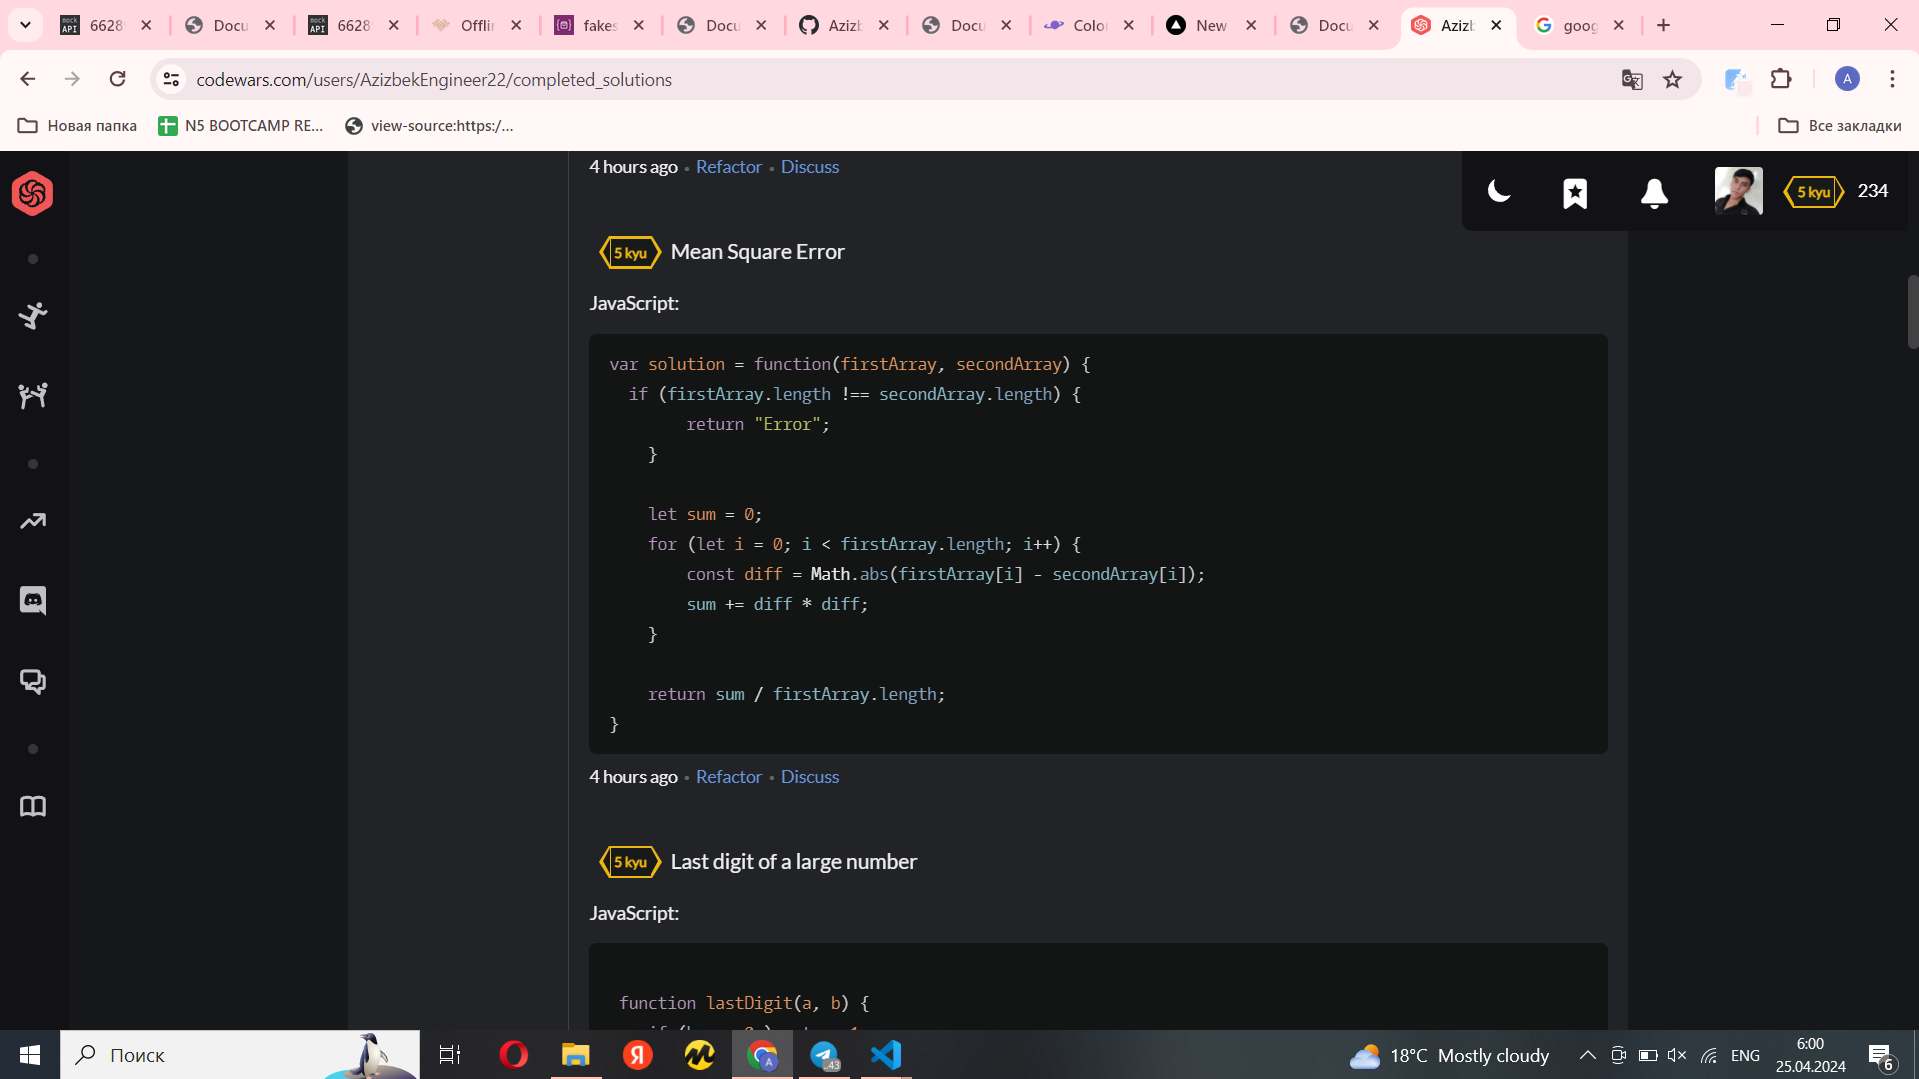 6628
Docu
6628
Offlin
fakes
Docu
Azizb
Docu
Color
New
Docu
Azizb
goog
codewars.com/users/AzizbekEngineer22/completed_solutions
A
Новая папка
N5 BOOTCAMP RE...
view-source:https:/...
Все закладки
4 hours ago • Refactor • Discuss
5 kyu 234
5 kyu Mean Square Error
JavaScript:
var solution = function(firstArray, secondArray) {
if (firstArray.length !== secondArray.length) {
return "Error";
}
let sum = 0;
for (let i = 0; i < firstArray.length; i++) {
const diff = Math.abs(firstArray[i] - secondArray[i]);
sum += diff * diff;
}
return sum / firstArray.length;
}
4 hours ago • Refactor • Discuss
5 kyu Last digit of a large number
JavaScript:
function lastDigit(a, b) {
Поиск
18°C Mostly cloudy
ENG
6:00
25.04.2024
6